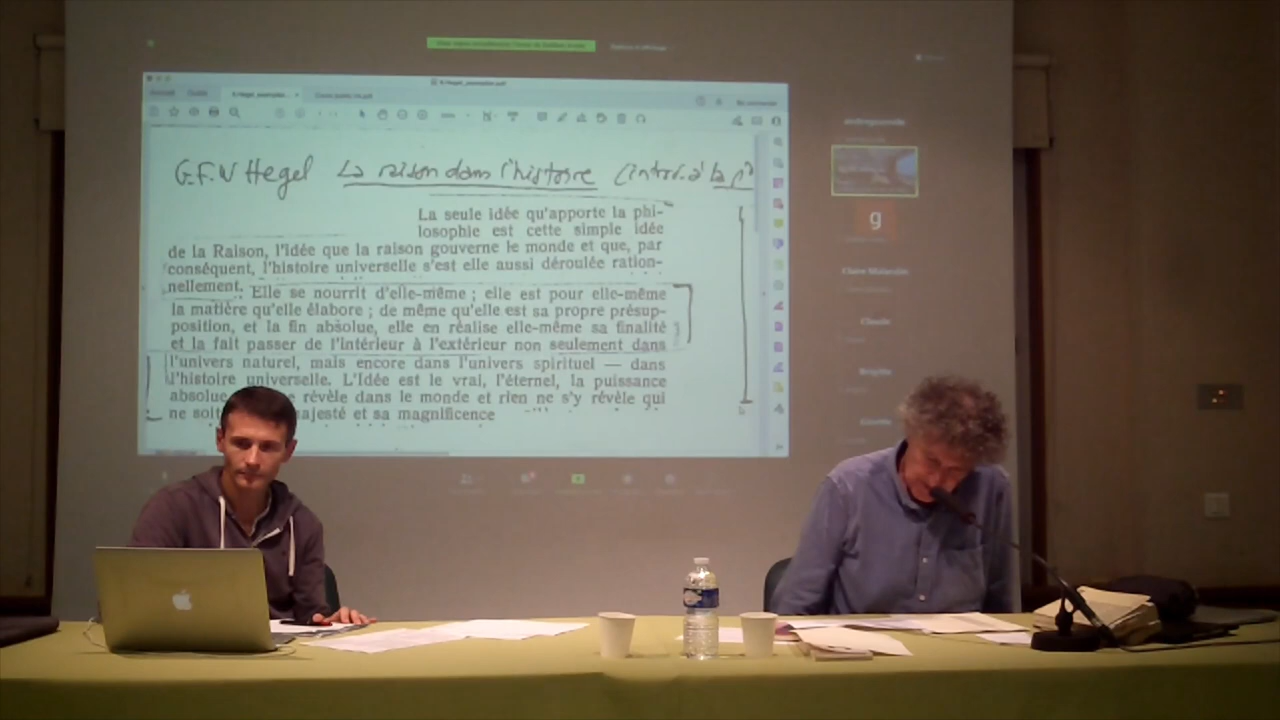 G.F.W Hegel La raison dans l'histoire (introd. à la
La seule idée qu'apporte la phi-
losophie est cette simple idée
de la Raison, l'idée que la raison gouverne le monde et que, par
conséquent, l'histoire universelle s'est elle aussi déroulée ration-
nellement. Elle se nourrit d'elle-même ; elle est pour elle-même
la matière qu'elle élabore ; de même qu'elle est sa propre présup-
position, et la fin absolue, elle en réalise elle-même sa finalité
et la fait passer de l'intérieur à l'extérieur non seulement dans
l'univers naturel, mais encore dans l'univers spirituel — dans
l'histoire universelle. L'Idée est le vrai, l'éternel, la puissance
absolue révèle dans le monde et rien ne s'y révèle qui
ne soit majesté et sa magnificence
g
Claude
Brigitte